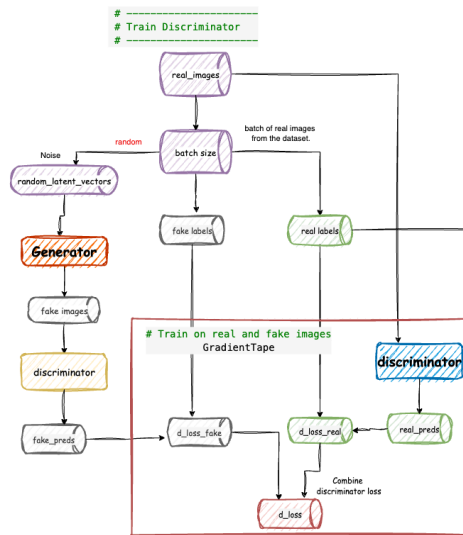 # -----------------------
# Train Discriminator
# -----------------------
real_images
random
batch of real images
from the dataset.
Noise
batch size
random_latent_vectors
fake labels
real labels
Generator
fake images
# Train on real and fake images
GradientTape
discriminator
discriminator
fake_preds
d_loss_fake
d_loss_real
real_preds
Combine
discriminator loss
d_loss